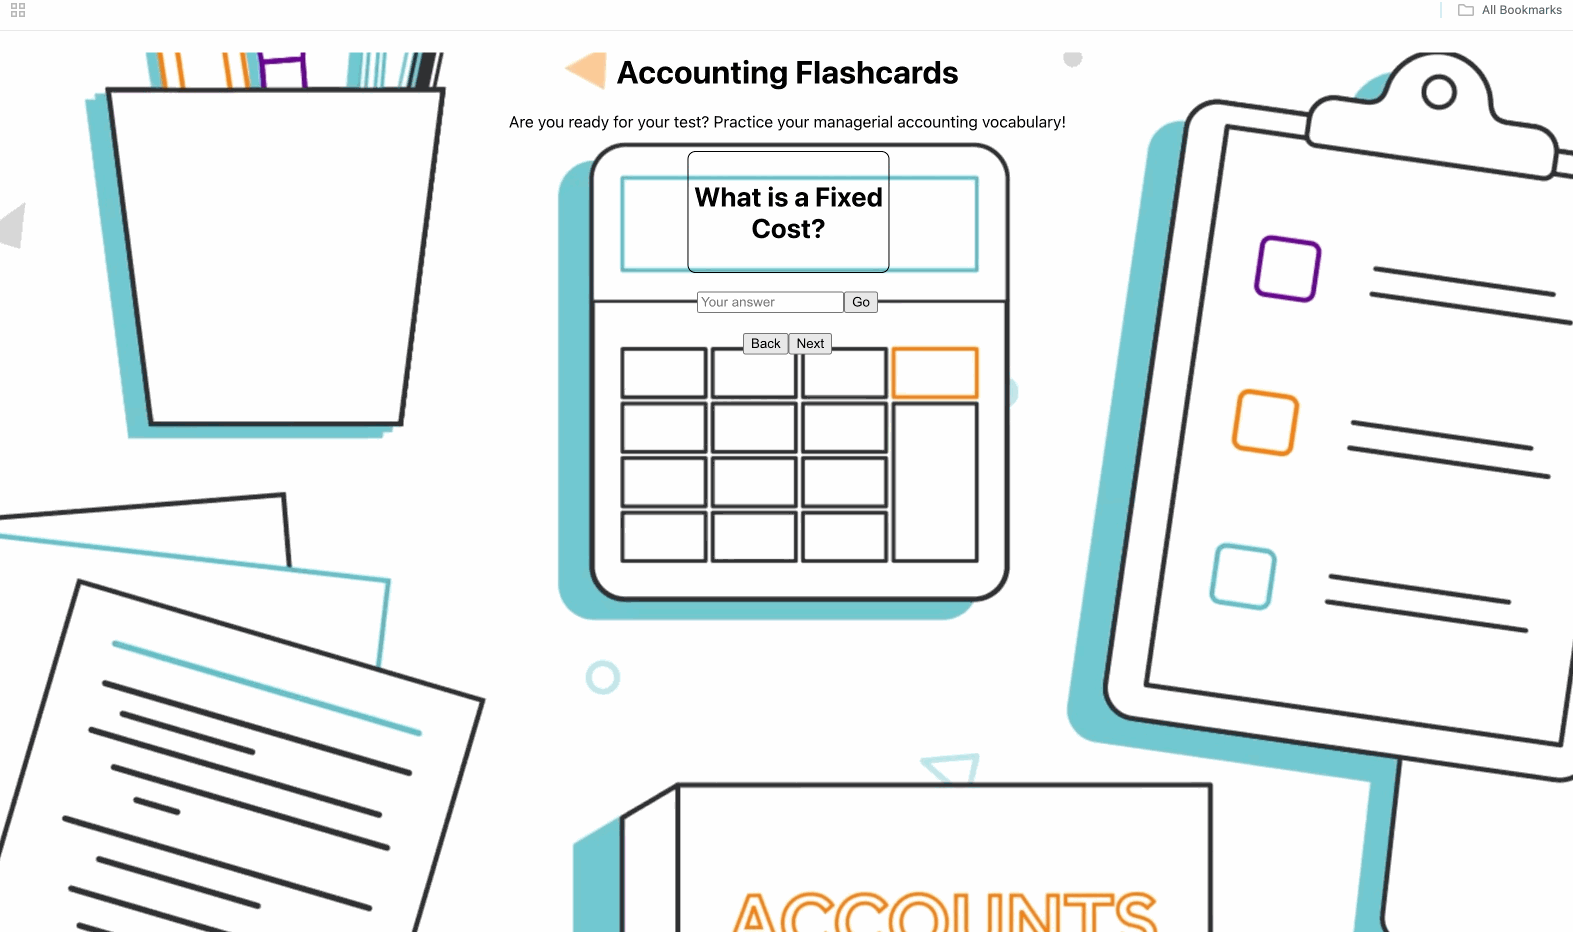 All Bookmarks
Accounting Flashcards
Are you ready for your test? Practice your managerial accounting vocabulary!
What is a Fixed
Cost?
Your answer
Go
Back
Next
ACCOUNTS